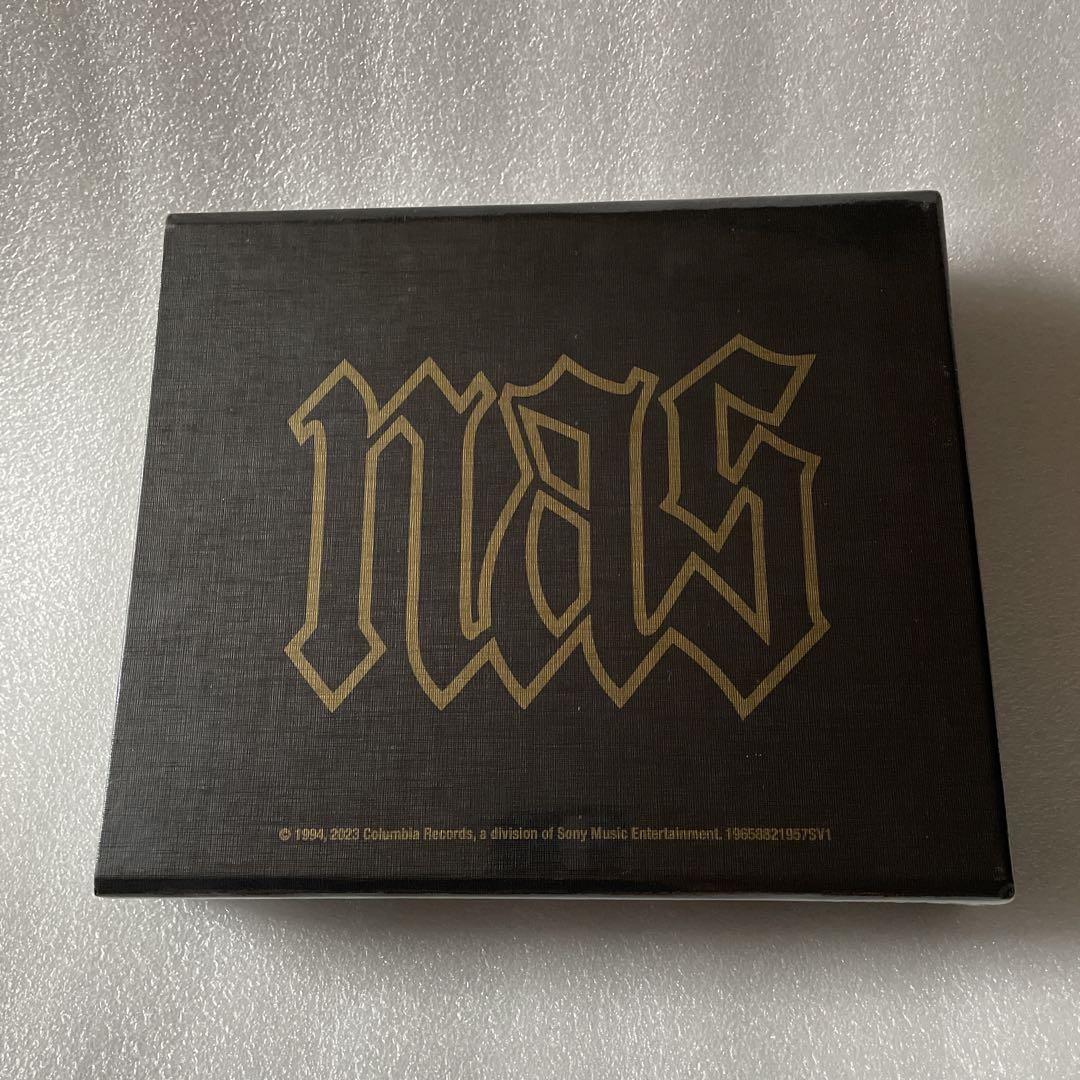 nas
© 1994, 2023 Columbia Records, a division of Sony Music Entertainment. 19658821957SV1